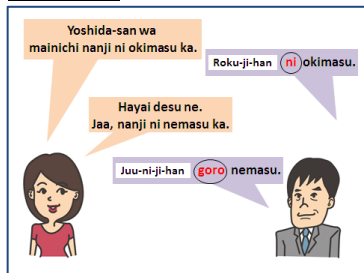 Yoshida-san wa
mainichi nanji ni okimasu ka.
Roku-ji-han ni okimasu.
Hayai desu ne.
Jaa, nanji ni nemasu ka.
Juu-ni-ji-han goro nemasu.